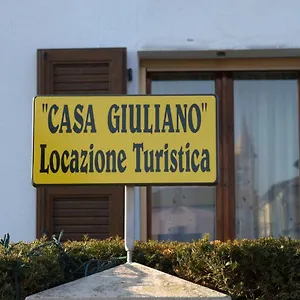 "CASA GIULIANO"
Locazione Turistica